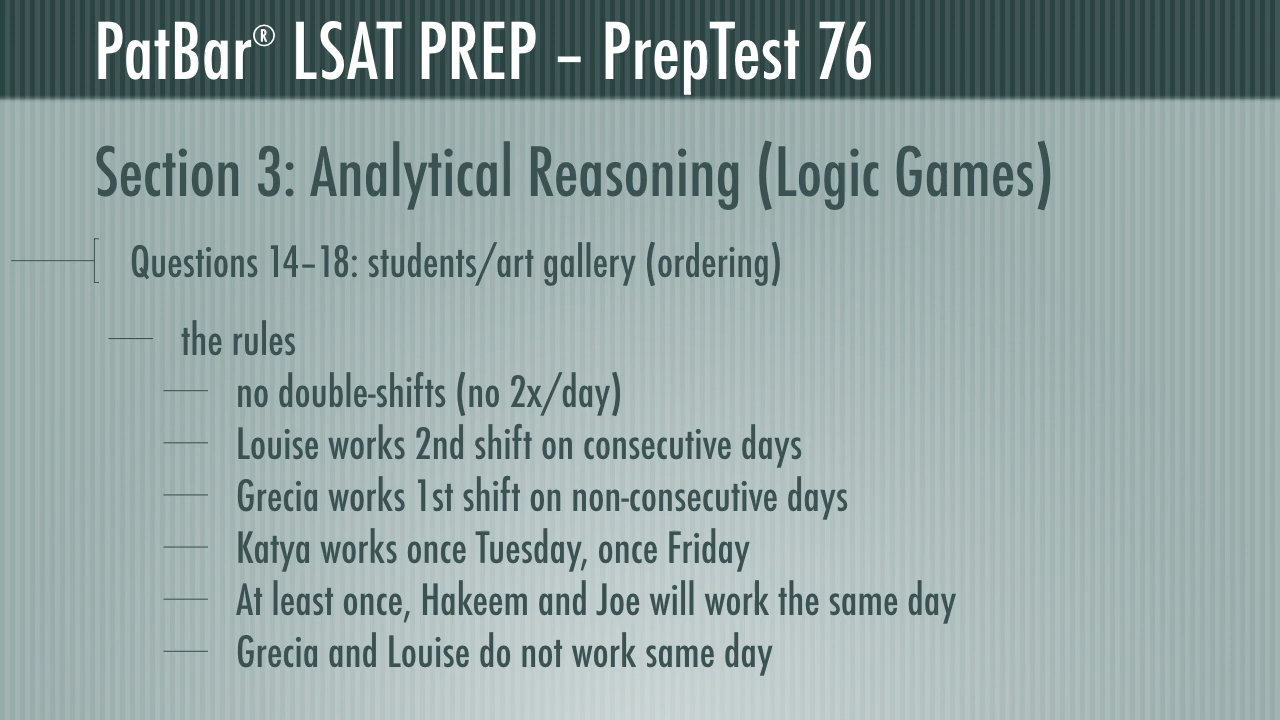 PatBar® LSAT PREP – PrepTest 76
Section 3: Analytical Reasoning (Logic Games)
Questions 14–18: students/art gallery (ordering)
the rules
no double-shifts (no 2x/day)
Louise works 2nd shift on consecutive days
Grecia works 1st shift on non-consecutive days
Katya works once Tuesday, once Friday
At least once, Hakeem and Joe will work the same day
Grecia and Louise do not work same day